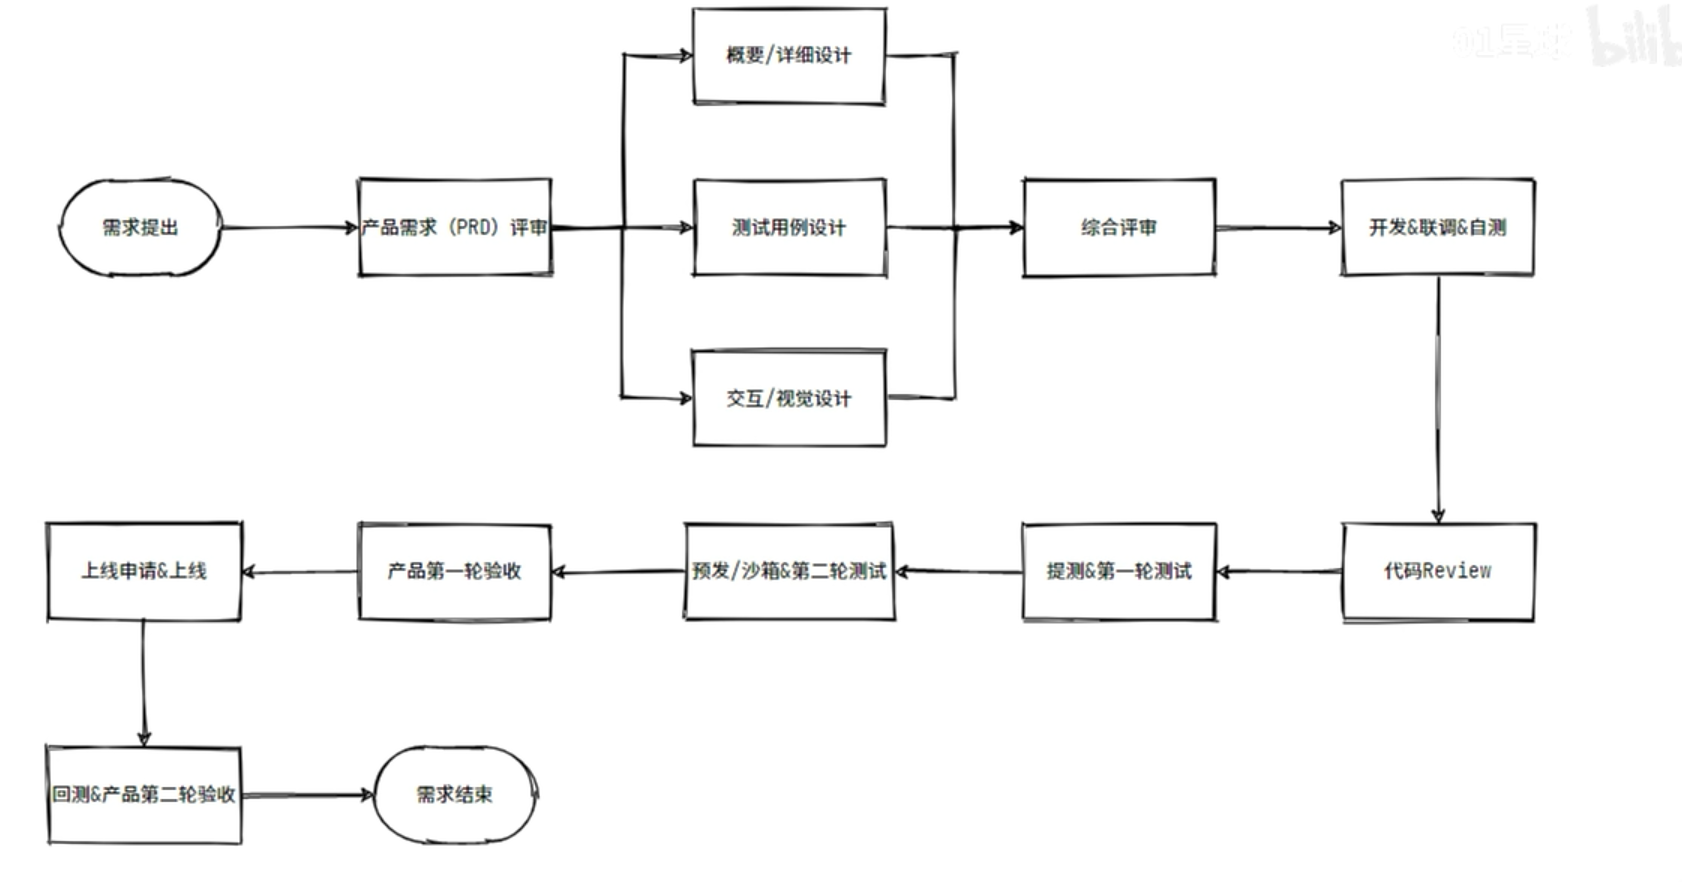 概要/详细设计
需求提出
产品需求（PRD）评审
测试用例设计
综合评审
开发&联调&自测
交互/视觉设计
上线申请&上线
产品第一轮验收
预发/沙箱&第二轮测试
提测&第一轮测试
代码Review
回测&产品第二轮验收
需求结束